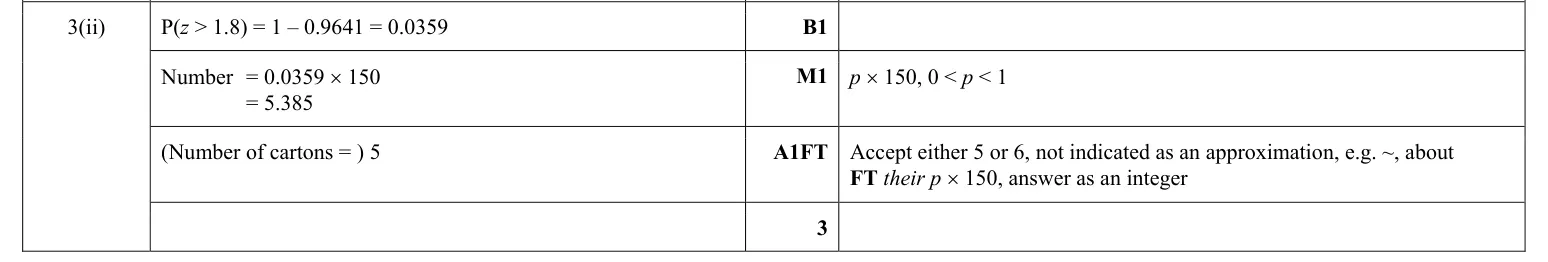 3(ii) P(z > 1.8) = 1 – 0.9641 = 0.0359 B1
Number = 0.0359 × 150 M1 p × 150, 0 < p < 1
= 5.385
(Number of cartons = ) 5 A1FT Accept either 5 or 6, not indicated as an approximation, e.g. ~, about
FT their p × 150, answer as an integer
3